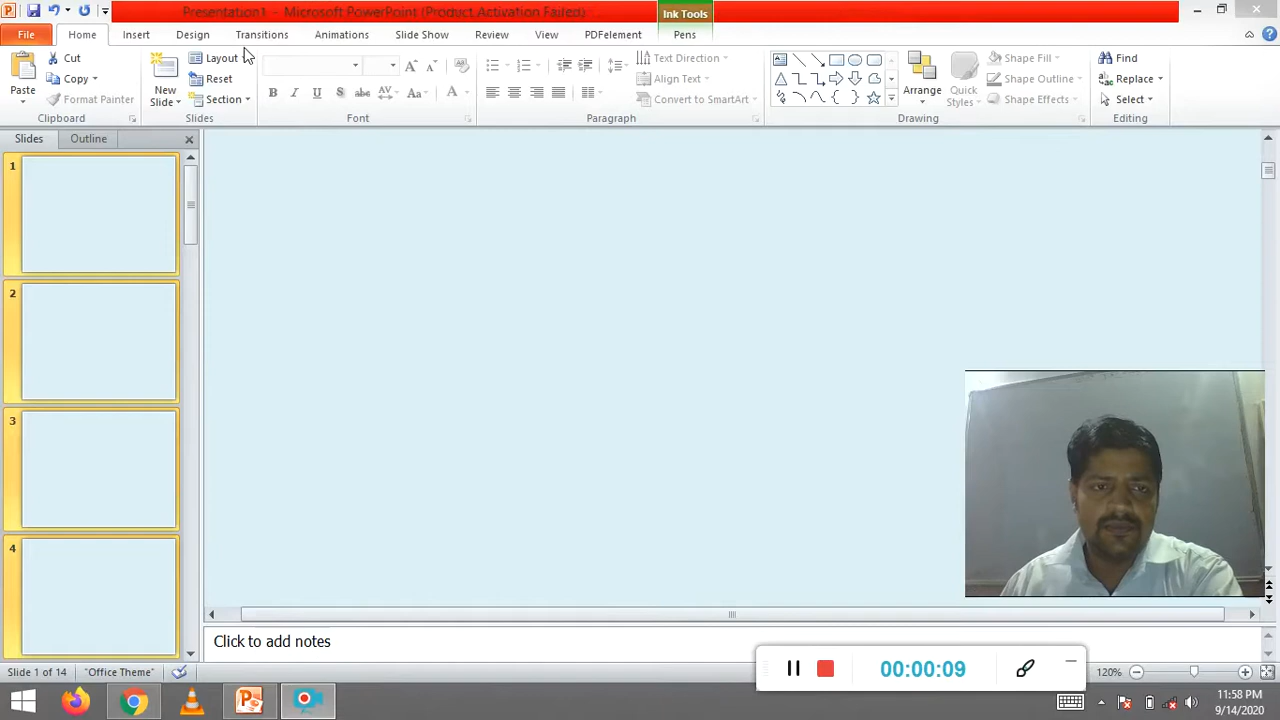 Presentation1 - Microsoft PowerPoint (Product Activation Failed)
Ink Tools
File Home Insert Design Transitions Animations Slide Show Review View PDFelement Pens
Paste
Cut
Copy
Format Painter
Clipboard
New Slide
Layout
Reset
Section
Slides
B I U S abc AV Aa A
Font
Text Direction
Align Text
Convert to SmartArt
Paragraph
Arrange
Quick Styles
Shape Fill
Shape Outline
Shape Effects
Drawing
Find
Replace
Select
Editing
Slides Outline
1
2
3
4
Click to add notes
00:00:09
Slide 1 of 14 "Office Theme" 120%
11:58 PM
9/14/2020